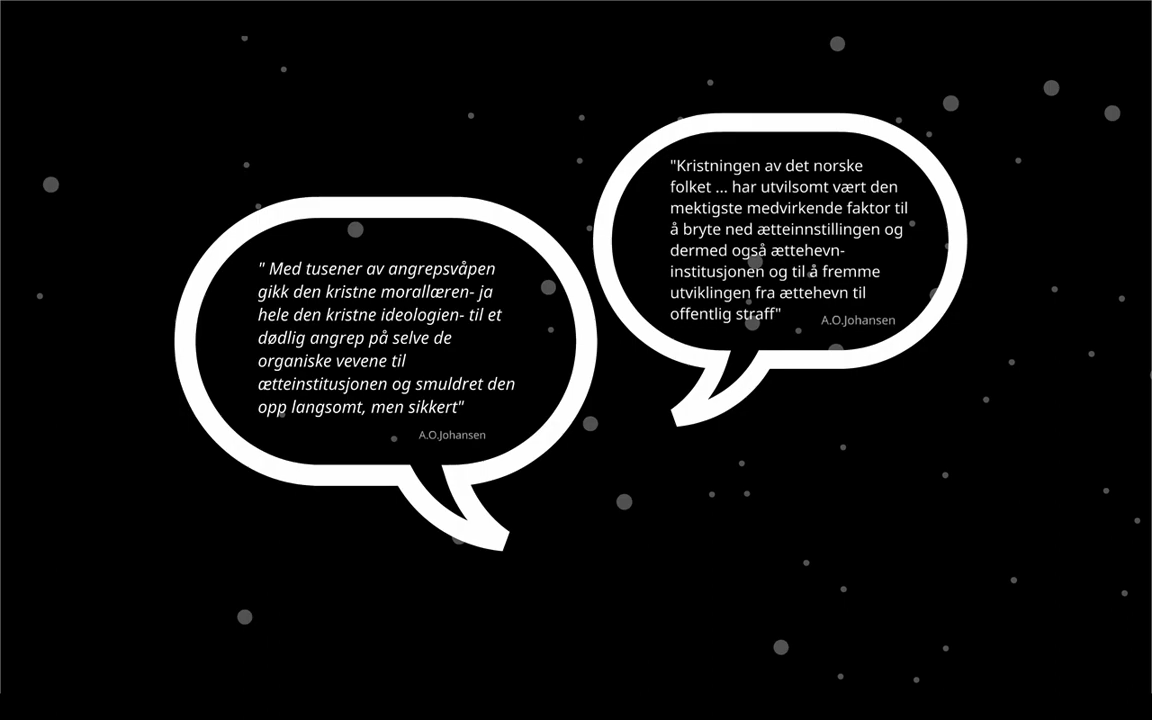 " Med tusener av angrepsvåpen
gikk den kristne morallæren- ja
hele den kristne ideologien- til et
dødlig angrep på selve de
organiske vevene til
ætteinstitusjonen og smuldret den
opp langsomt, men sikkert"
A.O.Johansen
"Kristningen av det norske
folket ... har utvilsomt vært den
mektigste medvirkende faktor til
å bryte ned ætteinnstillingen og
dermed også ættehevn-
institusjonen og til å fremme
utviklingen fra ættehevn til
offentlig straff"
A.O.Johansen